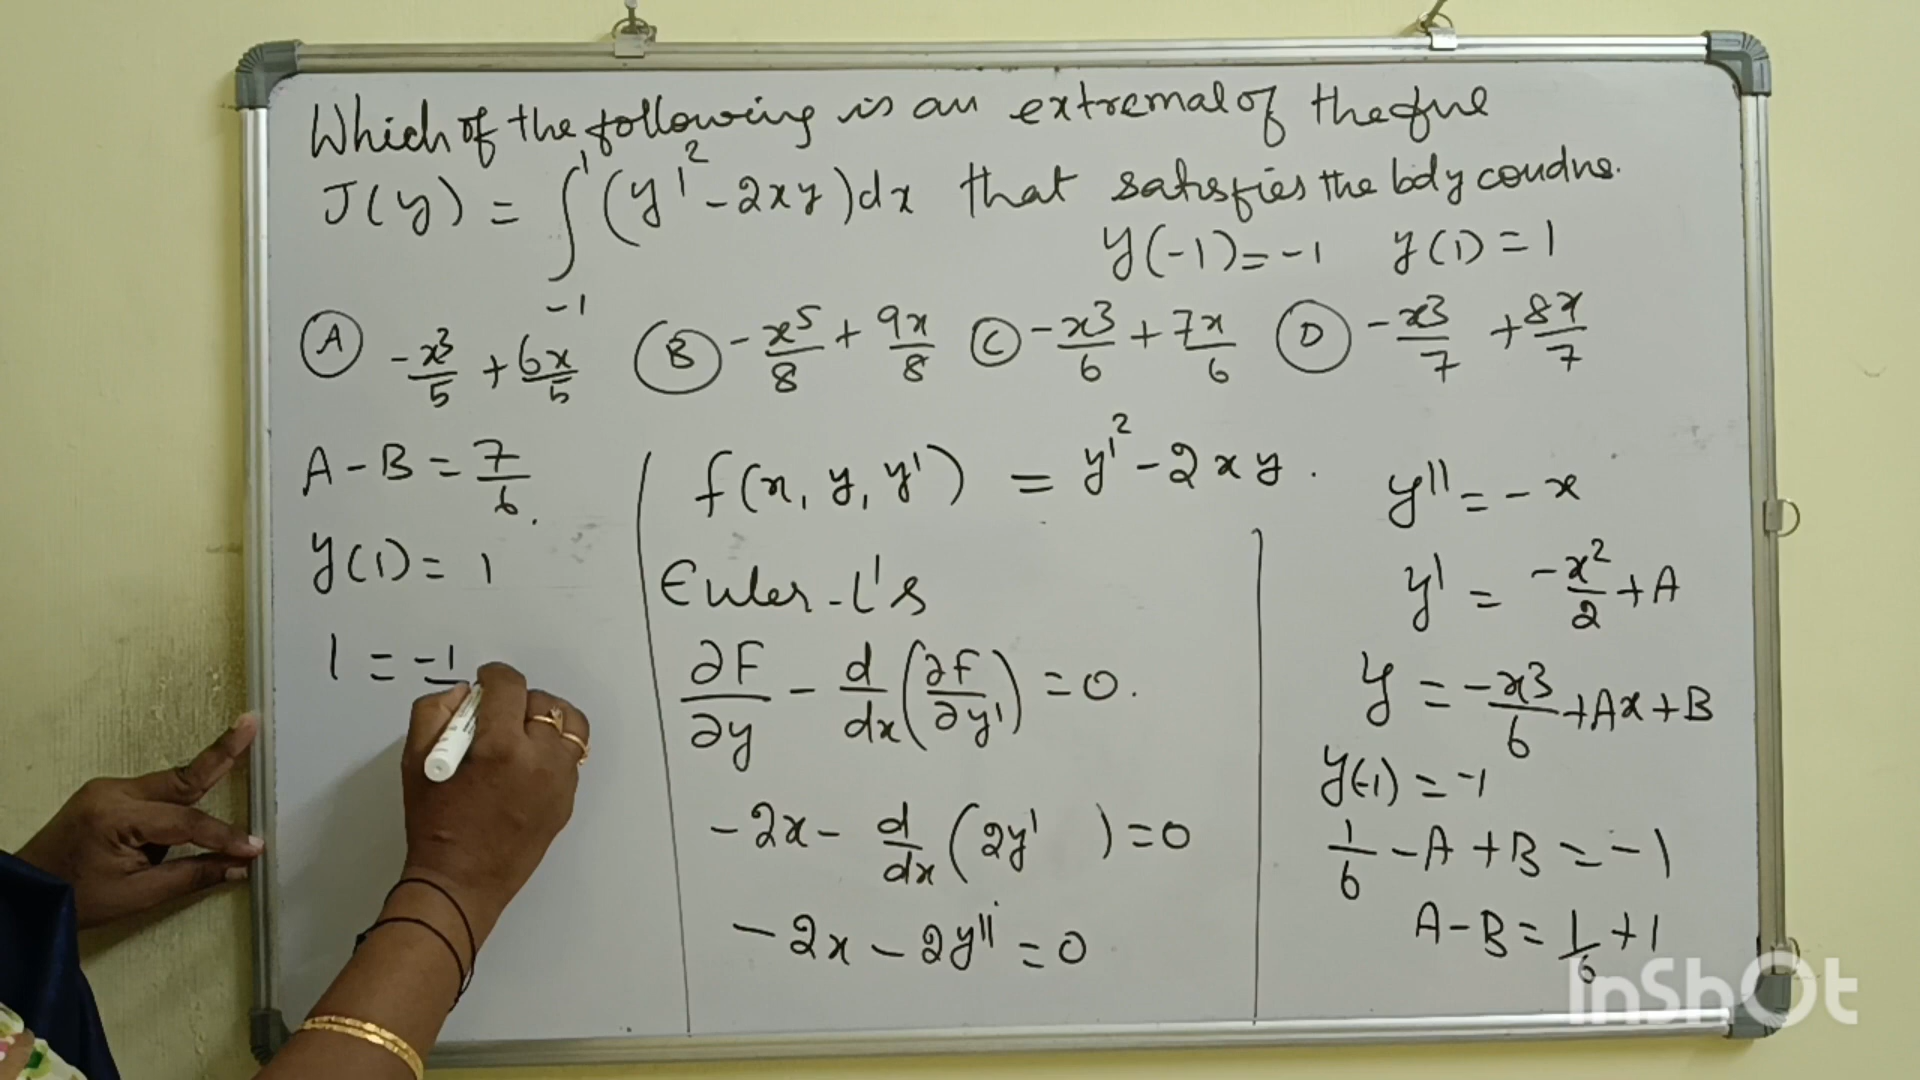 Which of the following is an extremal of the fnl
J(y) = ∫₋₁¹ (y'² - 2xy)dx that satisfies the bdy condns.
y(-1) = -1 y(1) = 1
A -x³/5 + 6x/5 B -x⁵/8 + 9x/8 C -x³/6 + 7x/6 D -x³/7 + 8x/7
A - B = 7/6.
y(1) = 1
1 = -1
f(x, y, y') = y'² - 2xy.
Euler-L's
∂F/∂y - d/dx(∂F/∂y') = 0.
-2x - d/dx(2y') = 0
-2x - 2y'' = 0
y'' = -x
y' = -x²/2 + A
y = -x³/6 + Ax + B
y(-1) = -1
1/6 - A + B = -1
A - B = 1/6 + 1
InShOt